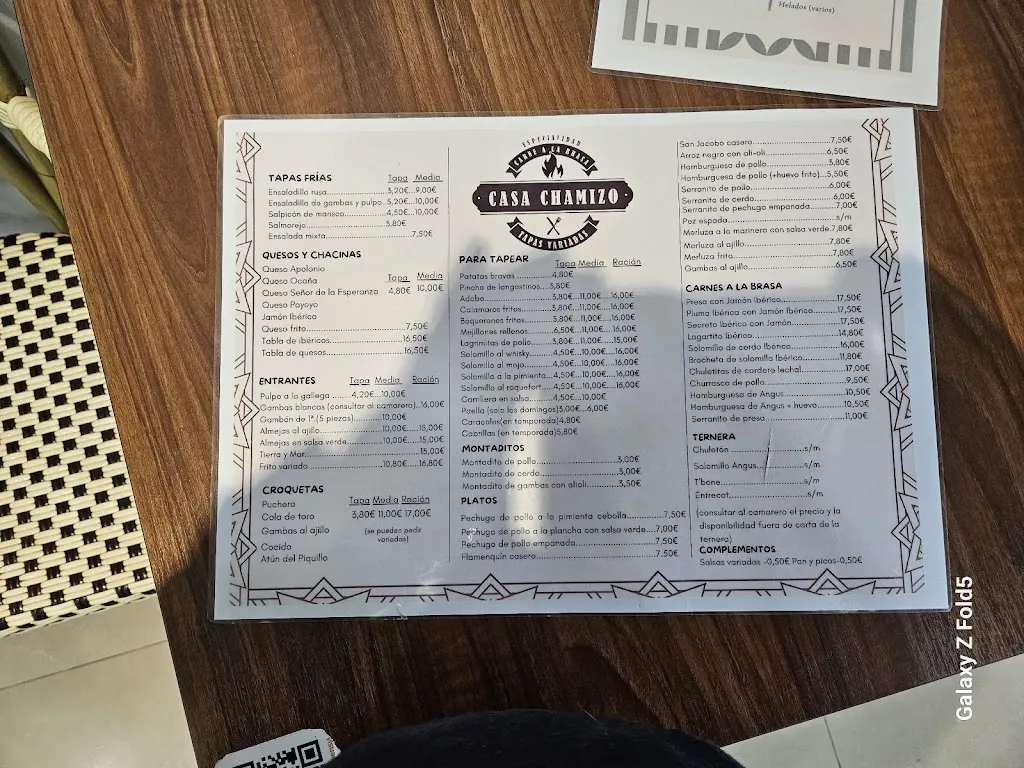 Helados (varios)
ESPECIALIDAD
CARNE A LA BRASA
CASA CHAMIZO
TAPAS VARIADAS
TAPAS FRÍAS Tapa Media
Ensaladilla rusa 3,20€ 9,00€
Ensaladilla de gambas y pulpo 5,20€ 10,00€
Salpicón de marisco 4,50€ 10,00€
Salmorejo 3,80€
Ensalada mixta 7,50€
QUESOS Y CHACINAS
Queso Apolonio
Queso Ocaña Tapa Media
Queso Señor de la Esperanza 4,80€ 10,00€
Queso Payoyo
Jamón Ibérico
Queso frito 7,50€
Tabla de ibéricos 16,50€
Tabla de quesos 16,50€
ENTRANTES Tapa Media Ración
Pulpo a la gallega 4,20€ 10,00€
Gambas blancas (consultar al camarero) 16,00€
Gambón de 1ª (5 piezas) 10,00€
Almejas al ajillo 10,00€ 15,00€
Almejas en salsa verde 10,00€ 15,00€
Tierra y Mar 15,00€
Frito variado 10,80€ 16,80€
CROQUETAS Tapa Media Ración
Puchero
Cola de toro 3,80€ 11,00€ 17,00€
Gambas al ajillo (se pueden pedir variadas)
Cocido
Atún del Piquillo
PARA TAPEAR Tapa Media Ración
Patatas bravas 4,80€
Pincho de langostinos 3,80€
Adobo 3,80€ 11,00€ 16,00€
Calamares fritos 3,80€ 11,00€ 16,00€
Boquerones fritos 3,80€ 11,00€ 16,00€
Mejillones rellenos 6,50€ 11,00€ 16,00€
Lagrimitas de pollo 3,80€ 11,00€ 15,00€
Solomillo al whisky 4,50€ 10,00€ 16,00€
Solomillo al mojo 4,50€ 10,00€ 16,00€
Solomillo a la pimienta 4,50€ 10,00€ 16,00€
Solomillo al roquefort 4,50€ 10,00€ 16,00€
Carrillera en salsa 4,50€ 10,00€
Paella (solo los domingos) 3,00€ 6,00€
Caracoles (en temporada) 4,80€
Cabrillas (en temporada) 5,80€
MONTADITOS
Montadito de pollo 3,00€
Montadito de cerdo 3,00€
Montadito de gambas con alioli 3,50€
PLATOS
Pechuga de pollo a la pimienta cebolla 7,50€
Pechuga de pollo a la plancha con salsa verde 7,00€
Pechuga de pollo empanada 7,50€
Flamenquín casero 7,50€
San Jacobo casero 7,50€
Arroz negro con ali-oli 6,50€
Hamburguesa de pollo 3,80€
Hamburguesa de pollo (+huevo frito) 5,50€
Serranito de pollo 6,00€
Serranito de cerdo 6,00€
Serranito de pechuga empanada 7,00€
Pez espada s/m
Merluza a la marinera con salsa verde 7,80€
Merluza al ajillo 7,80€
Merluza frita 7,80€
Gambas al ajillo 6,50€
CARNES A LA BRASA
Presa con Jamón Ibérico 17,50€
Pluma Ibérica con Jamón Ibérico 17,50€
Secreto Ibérico con Jamón 17,50€
Lagartito Ibérico 14,80€
Solomillo de cerdo Ibérico 16,00€
Brocheta de solomillo Ibérico 11,80€
Chuletitas de cordero lechal 17,00€
Churrasco de pollo 9,50€
Hamburguesa de Angus 10,50€
Hamburguesa de Angus + huevo 10,50€
Serranito de presa 11,00€
TERNERA
Chuletón s/m
Solomillo Angus s/m
T'bone s/m
Entrecot s/m
(consultar al camarero el precio y la
disponibilidad fuera de carta de la
ternera)
COMPLEMENTOS
Salsas variadas -0,50€ Pan y picos-0,50€
Galaxy Z Fold5